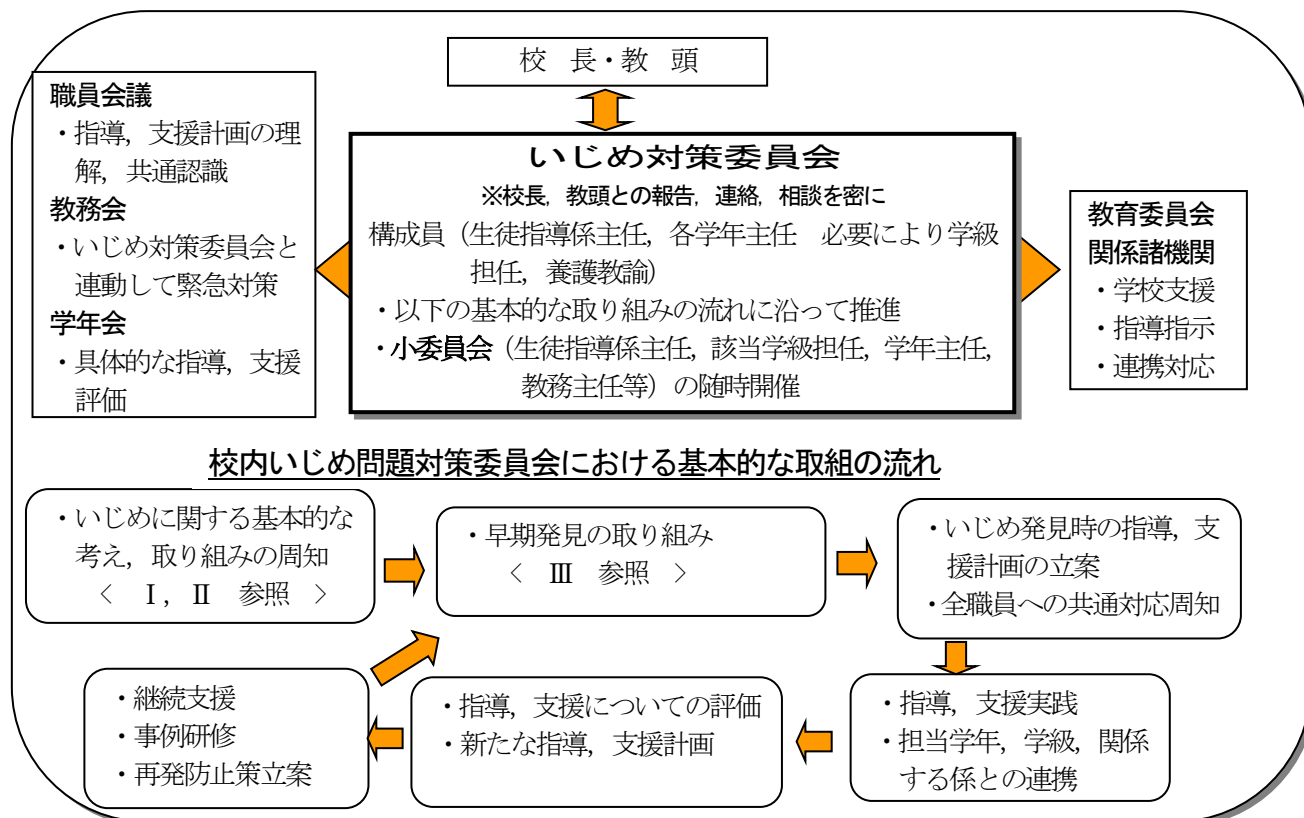 校 長・教 頭
職員会議
・指導，支援計画の理
解，共通認識
教務会
・いじめ対策委員会と
連動して緊急対策
学年会
・具体的な指導，支援
評価
いじめ対策委員会
※校長，教頭との報告，連絡，相談を密に
構成員（生徒指導係主任，各学年主任　必要により学級
担任，養護教諭）
・以下の基本的な取り組みの流れに沿って推進
・小委員会（生徒指導係主任，該当学級担任，学年主任，
教務主任等）の随時開催
教育委員会
関係諸機関
・学校支援
・指導指示
・連携対応
校内いじめ問題対策委員会における基本的な取組の流れ
・いじめに関する基本的な
考え，取り組みの周知
＜　Ⅰ，Ⅱ　参照　＞
・早期発見の取り組み
＜　Ⅲ　参照　＞
・いじめ発見時の指導，支
援計画の立案
・全職員への共通対応周知
・指導，支援実践
・担当学年，学級，関係
する係との連携
・指導，支援についての評価
・新たな指導，支援計画
・継続支援
・事例研修
・再発防止策立案